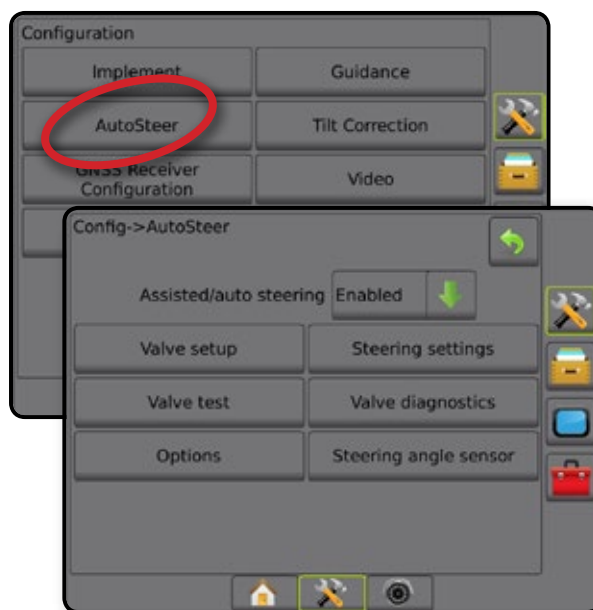 Configuration
Implement Guidance
AutoSteer Tilt Correction
GNSS Receiver
Configuration Video
Config->AutoSteer
Assisted/auto steering Enabled
Valve setup Steering settings
Valve test Valve diagnostics
Options Steering angle sensor